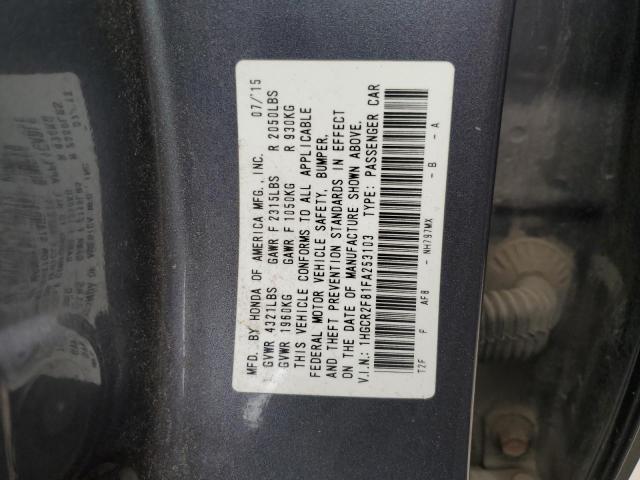 MFD. BY HONDA OF AMERICA MFG.,INC. 07/'15
GVWR 4321LBS GAWR F 2315LBS R 2050LBS
GVWR 1960KG GAWR F 1050KG R 930KG
THIS VEHICLE CONFORMS TO ALL APPLICABLE
FEDERAL MOTOR VEHICLE SAFETY, BUMPER,
AND THEFT PREVENTION STANDARDS IN EFFECT
ON THE DATE OF MANUFACTURE SHOWN ABOVE.
V.I.N.: 1HGCR2F81FA253103 TYPE: PASSENGER CAR
T2F F AF8 - NH797MX - B - A